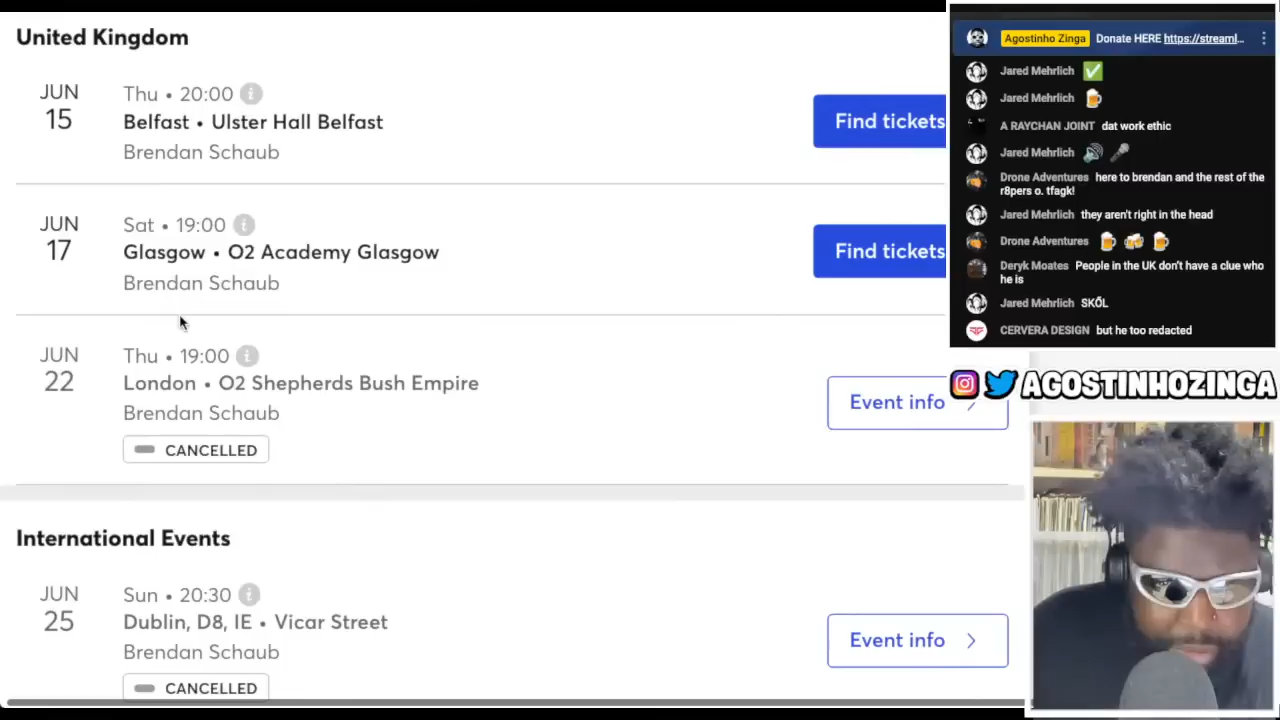 United Kingdom
JUN
15
Thu • 20:00
Belfast • Ulster Hall Belfast
Brendan Schaub
Find tickets
JUN
17
Sat • 19:00
Glasgow • O2 Academy Glasgow
Brendan Schaub
Find tickets
JUN
22
Thu • 19:00
London • O2 Shepherds Bush Empire
Brendan Schaub
CANCELLED
Event info
International Events
JUN
25
Sun • 20:30
Dublin, D8, IE • Vicar Street
Brendan Schaub
CANCELLED
Event info
Agostinho Zinga Donate HERE https://streaml...
Jared Mehrlich ✅
Jared Mehrlich 🍺
A RAYCHAN JOINT dat work ethic
Jared Mehrlich 🔊 🎤
Drone Adventures here to brendan and the rest of the
r8pers o. tfagk!
Jared Mehrlich they aren't right in the head
Drone Adventures 🍺 🍻 🍺
Deryk Moates People in the UK don't have a clue who
he is
Jared Mehrlich SKÖL
CERVERA DESIGN but he too redacted
AGOSTINHOZINGA